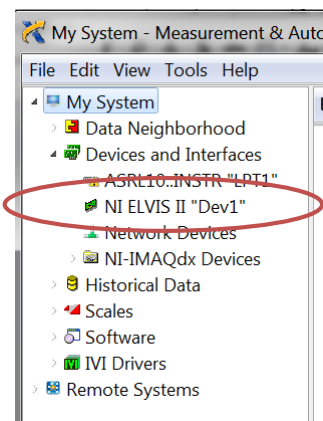 My System - Measurement & Auto
File Edit View Tools Help
My System
Data Neighborhood
Devices and Interfaces
ASRL10::INSTR "LPT1"
NI ELVIS II "Dev1"
Network Devices
NI-IMAQdx Devices
Historical Data
Scales
Software
IVI Drivers
Remote Systems